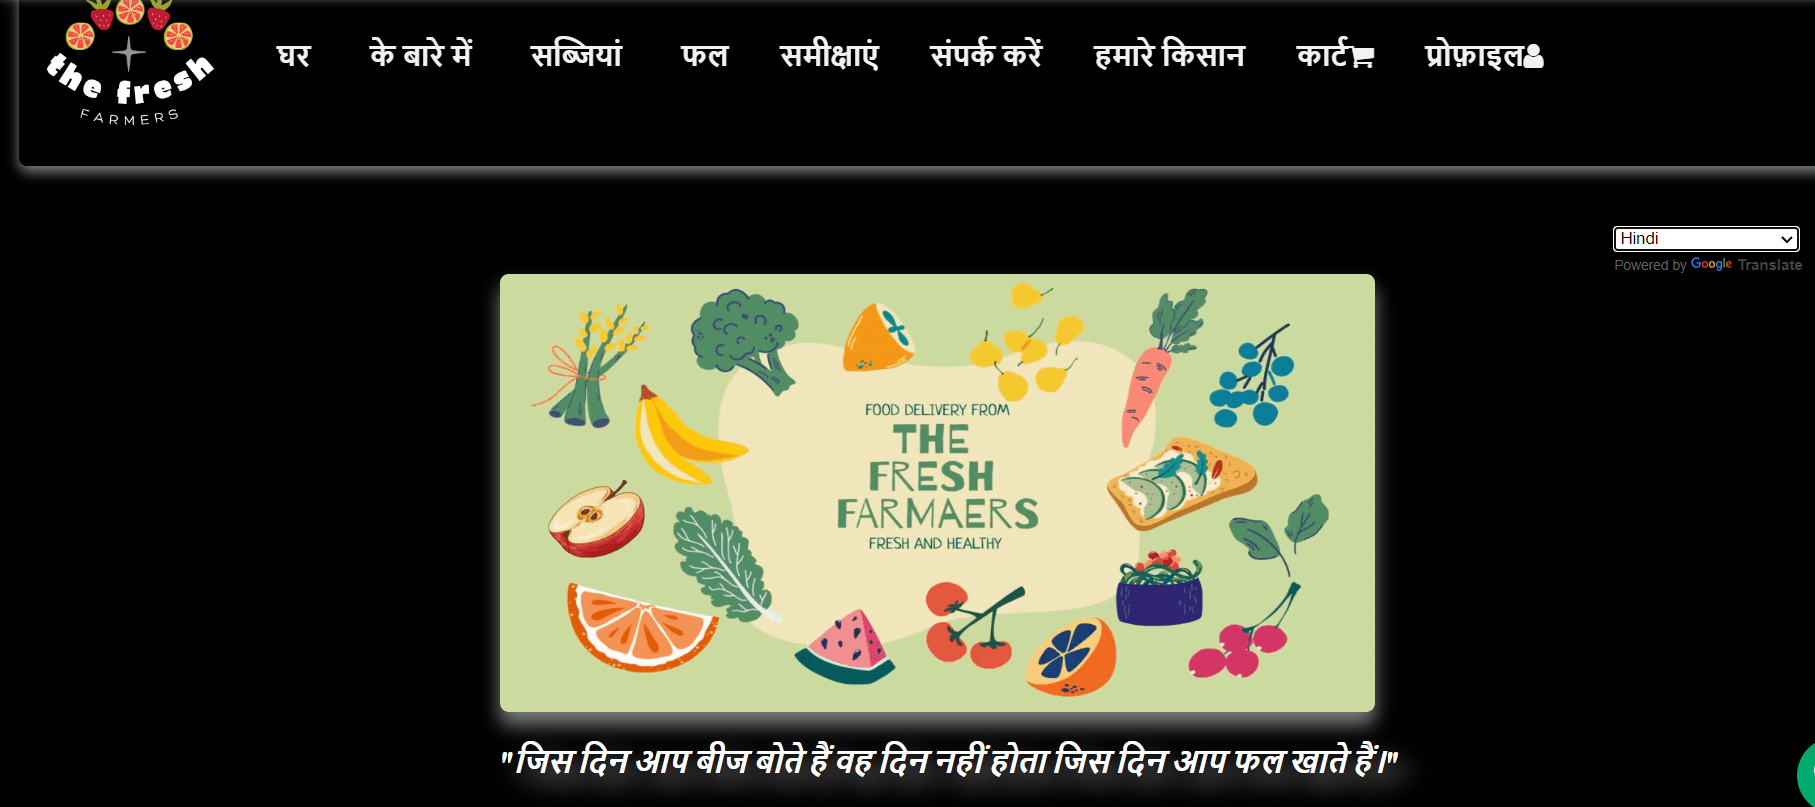 the fresh
FARMERS
घर के बारे में सब्जियां फल समीक्षाएं संपर्क करें हमारे किसान कार्ट प्रोफ़ाइल
Hindi
Powered by Google Translate
FOOD DELIVERY FROM
THE
FRESH
FARMAERS
FRESH AND HEALTHY
"जिस दिन आप बीज बोते हैं वह दिन नहीं होता जिस दिन आप फल खाते हैं।"